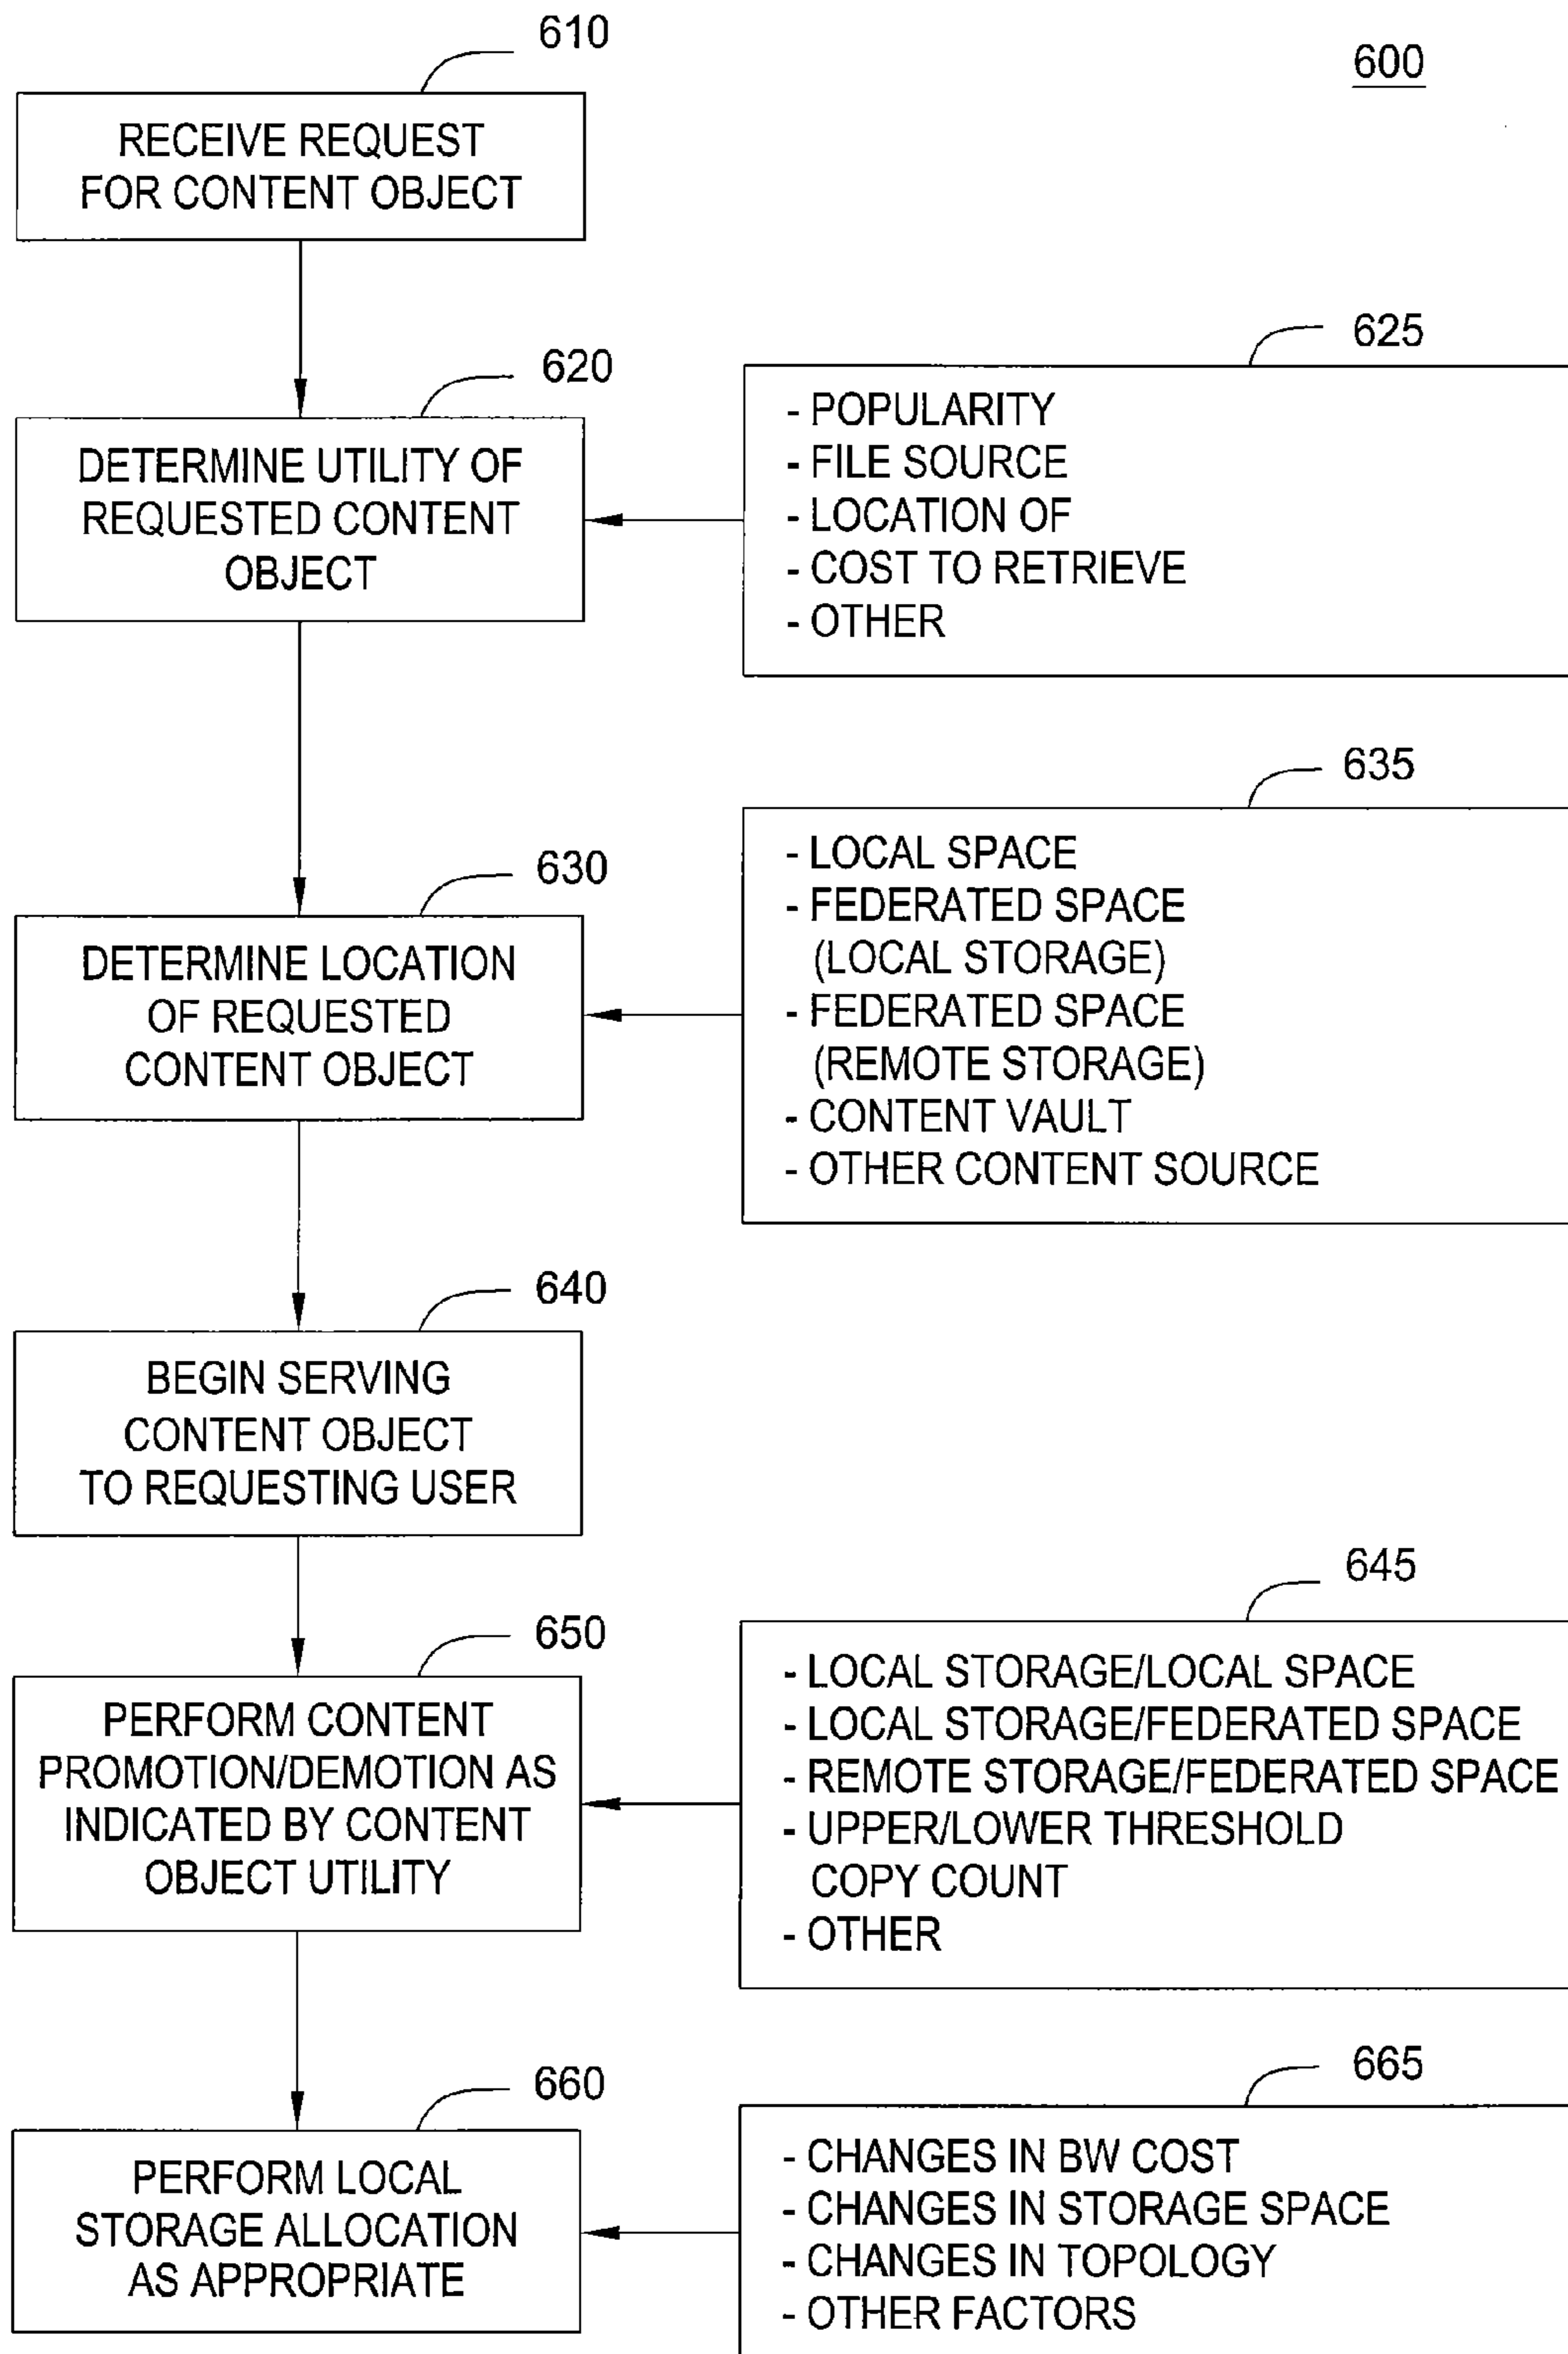 600
610
RECEIVE REQUEST
FOR CONTENT OBJECT
620
DETERMINE UTILITY OF
REQUESTED CONTENT
OBJECT
625
- POPULARITY
- FILE SOURCE
- LOCATION OF
- COST TO RETRIEVE
- OTHER
630
DETERMINE LOCATION
OF REQUESTED
CONTENT OBJECT
635
- LOCAL SPACE
- FEDERATED SPACE
(LOCAL STORAGE)
- FEDERATED SPACE
(REMOTE STORAGE)
- CONTENT VAULT
- OTHER CONTENT SOURCE
640
BEGIN SERVING
CONTENT OBJECT
TO REQUESTING USER
650
PERFORM CONTENT
PROMOTION/DEMOTION AS
INDICATED BY CONTENT
OBJECT UTILITY
645
- LOCAL STORAGE/LOCAL SPACE
- LOCAL STORAGE/FEDERATED SPACE
- REMOTE STORAGE/FEDERATED SPACE
- UPPER/LOWER THRESHOLD
COPY COUNT
- OTHER
660
PERFORM LOCAL
STORAGE ALLOCATION
AS APPROPRIATE
665
- CHANGES IN BW COST
- CHANGES IN STORAGE SPACE
- CHANGES IN TOPOLOGY
- OTHER FACTORS